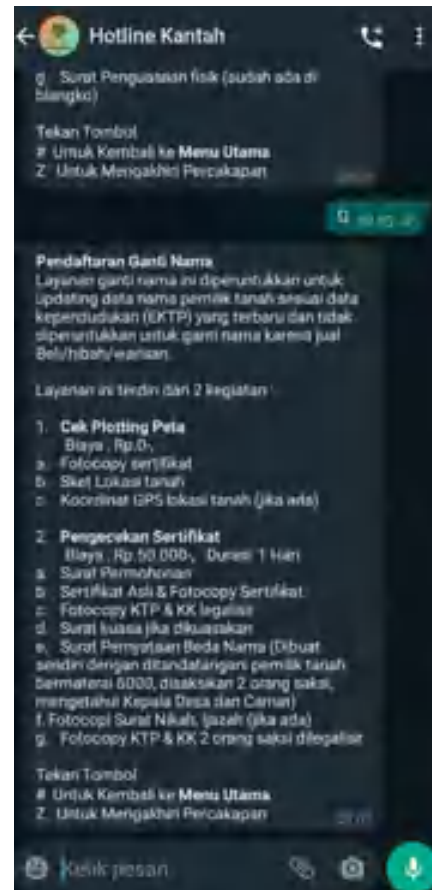 Hotline Kantah
g. Surat Penguasaan fisik (sudah ada di
blangko)
Tekan Tombol
# Untuk Kembali ke Menu Utama
Z Untuk Mengakhiri Percakapan
Pendaftaran Ganti Nama
Layanan ganti nama ini diperuntukkan untuk
updating data nama pemilik tanah sesuai data
kependudukan (EKTP) yang terbaru dan tidak
diperuntukkan untuk ganti nama karena jual
Beli/hibah/warisan.
Layanan ini terdiri dari 2 kegiatan :
1. Cek Plotting Peta
Biaya : Rp.0-,
a. Fotocopy sertifikat
b. Sket Lokasi tanah
c. Koordinat GPS lokasi tanah (jika ada)
2. Pengecekan Sertifikat
Biaya : Rp.50.000-, Durasi 1 Hari
a. Surat Permohonan
b. Sertifikat Asli & Fotocopy Sertifikat
c. Fotocopy KTP & KK legalisir
d. Surat kuasa jika dikuasakan
e. Surat Pernyataan Beda Nama (Dibuat
sendiri dengan ditandatangani pemilik tanah
bermaterai 6000, disaksikan 2 orang saksi,
mengetahui Kepala Desa dan Camat)
f. Fotocopi Surat Nikah, Ijazah (jika ada)
g. Fotocopy KTP & KK 2 orang saksi dilegalisir
Tekan Tombol
# Untuk Kembali ke Menu Utama
Z Untuk Mengakhiri Percakapan
Ketik pesan